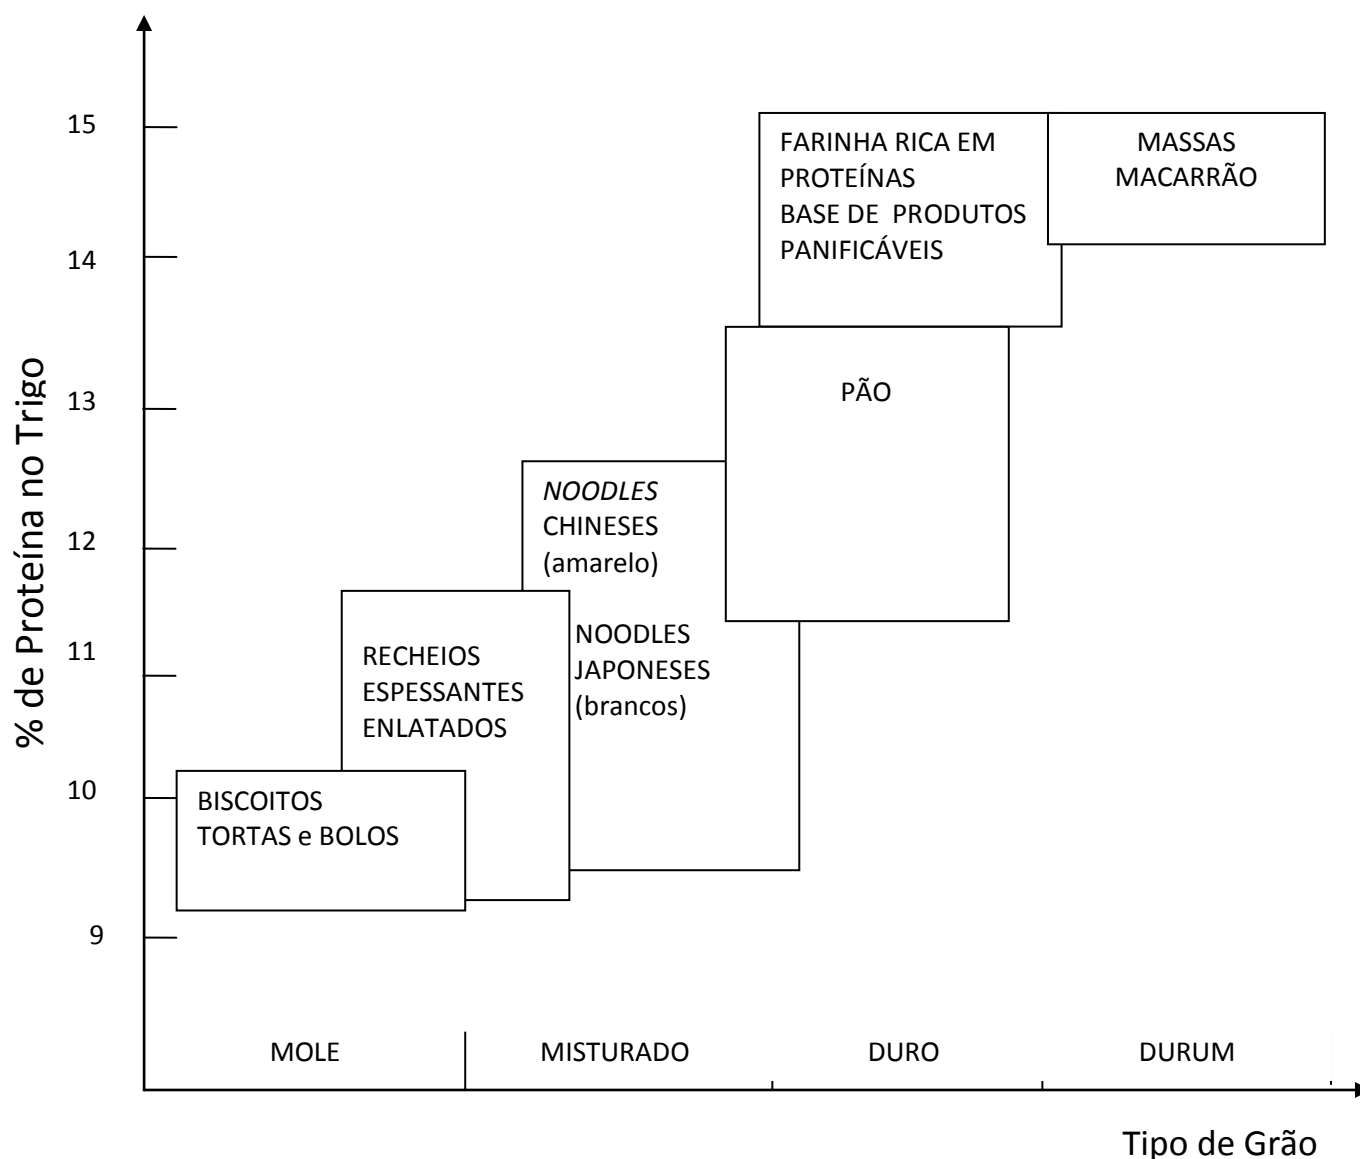 15
14
13
12
11
10
9
% de Proteína no Trigo
FARINHA RICA EM
PROTEÍNAS
BASE DE PRODUTOS
PANIFICÁVEIS
MASSAS
MACARRÃO
PÃO
NOODLES
CHINESES
(amarelo)
NOODLES
JAPONESES
(brancos)
RECHEIOS
ESPESSANTES
ENLATADOS
BISCOITOS
TORTAS e BOLOS
MOLE
MISTURADO
DURO
DURUM
Tipo de Grão